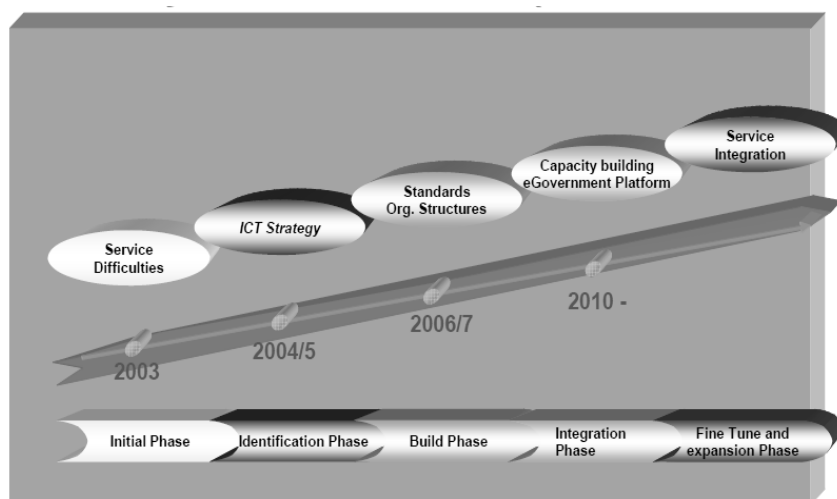 Service
Integration
Capacity building
eGovernment Platform
Standards
Org. Structures
ICT Strategy
Service
Difficulties
2003
2004/5
2006/7
2010 -
Initial Phase
Identification Phase
Build Phase
Integration
Phase
Fine Tune and
expansion Phase